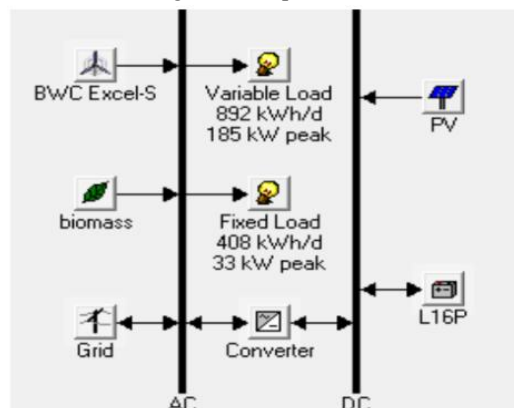 BWC Excel-S
Variable Load
892 kWh/d
185 kW peak
PV
biomass
Fixed Load
408 kWh/d
33 kW peak
L16P
Grid
Converter
AC
DC